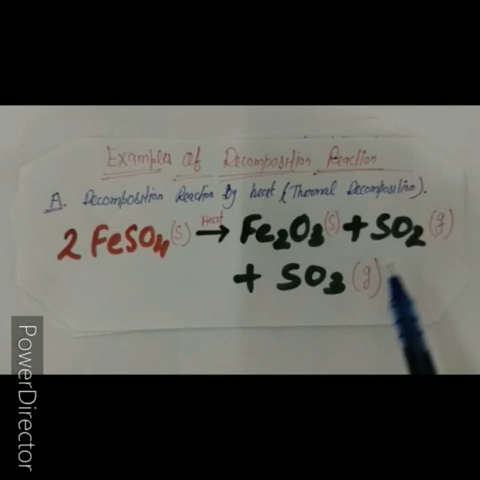 Examples of Decomposition Reaction
A. Decomposition Reaction By heat (Thermal Decomposition).
2 FeSO₄(s) Heat → Fe₂O₃(s) + SO₂(g)
+ SO₃(g)
PowerDirector